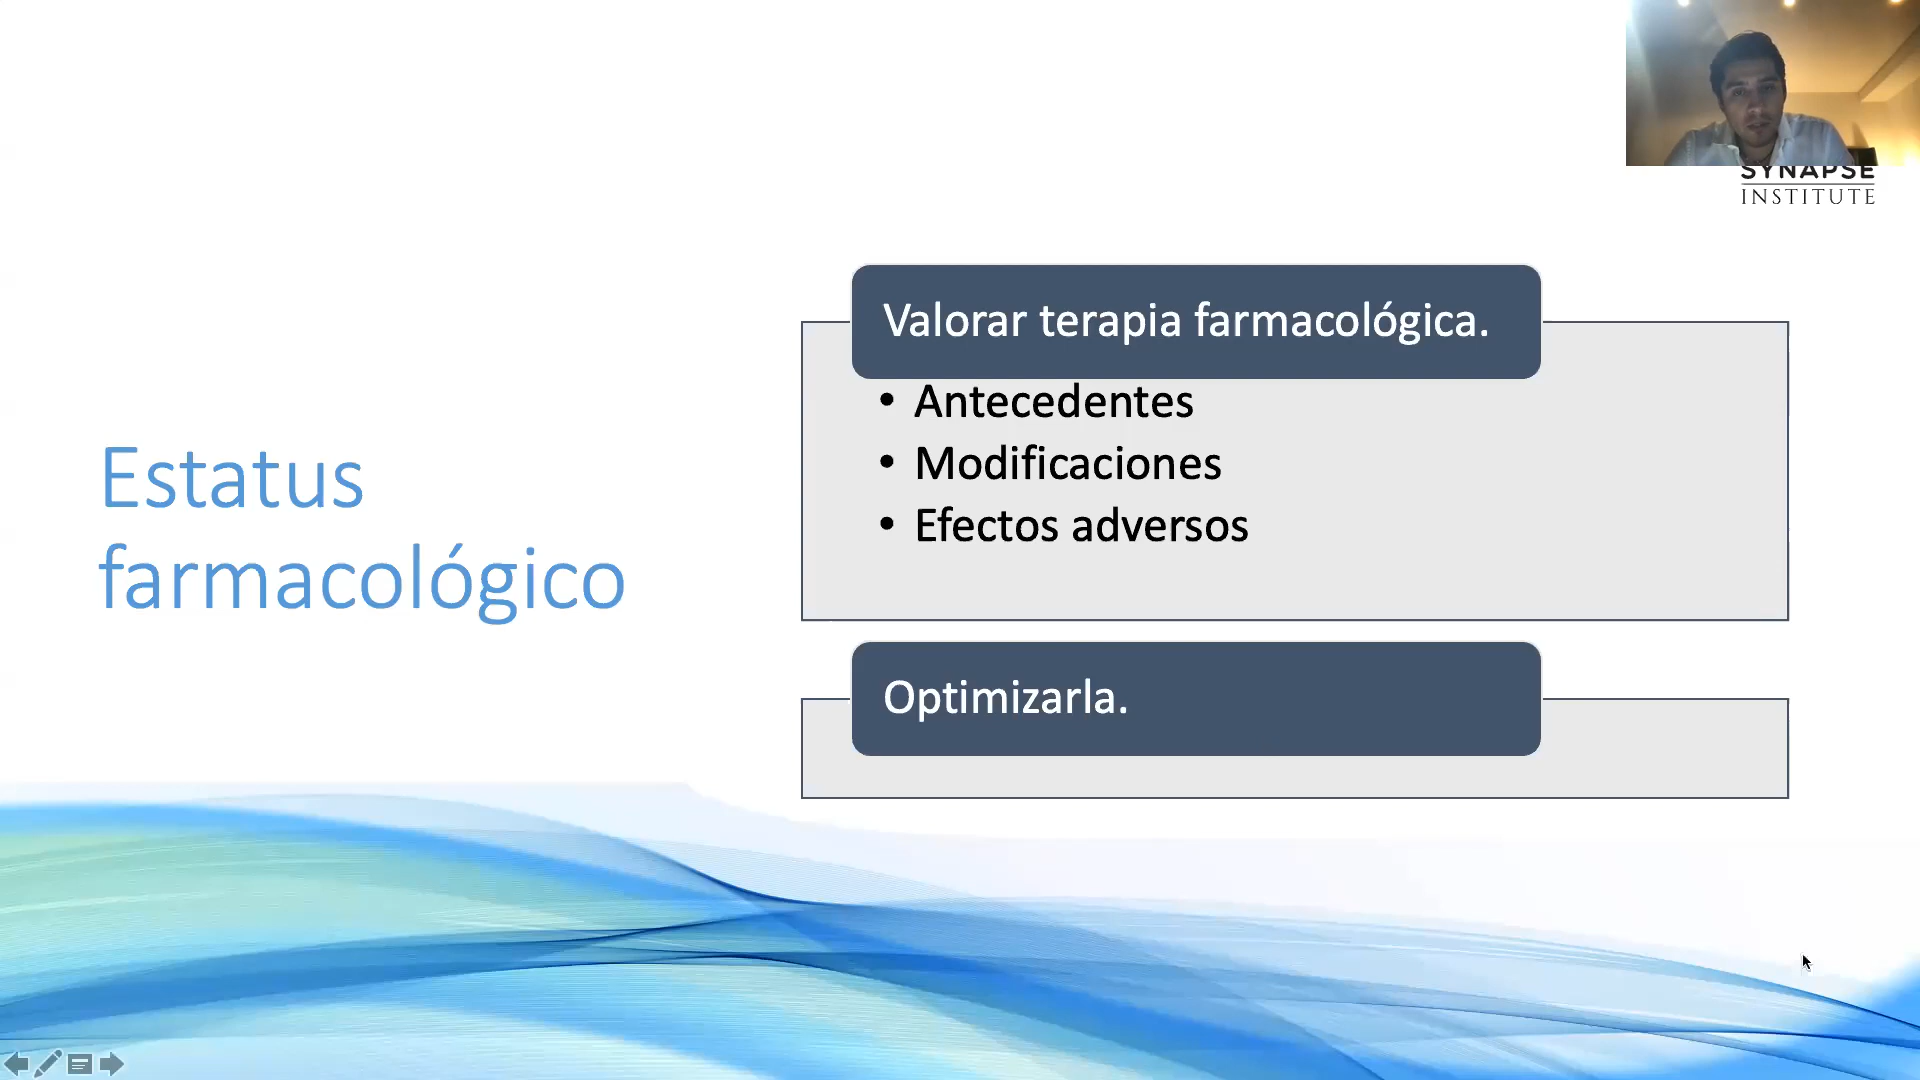 SYNAPSE
INSTITUTE
Estatus
farmacológico
Valorar terapia farmacológica.
• Antecedentes
• Modificaciones
• Efectos adversos
Optimizarla.